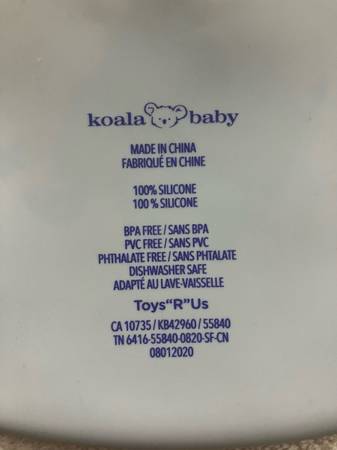 koala baby
MADE IN CHINA
FABRIQUÉ EN CHINE
100% SILICONE
100 % SILICONE
BPA FREE / SANS BPA
PVC FREE / SANS PVC
PHTHALATE FREE / SANS PHTALATE
DISHWASHER SAFE
ADAPTÉ AU LAVE-VAISSELLE
Toys“R”Us
CA 10735 / KB42960 / 55840
TN 6416-55840-0820-SF-CN
08012020